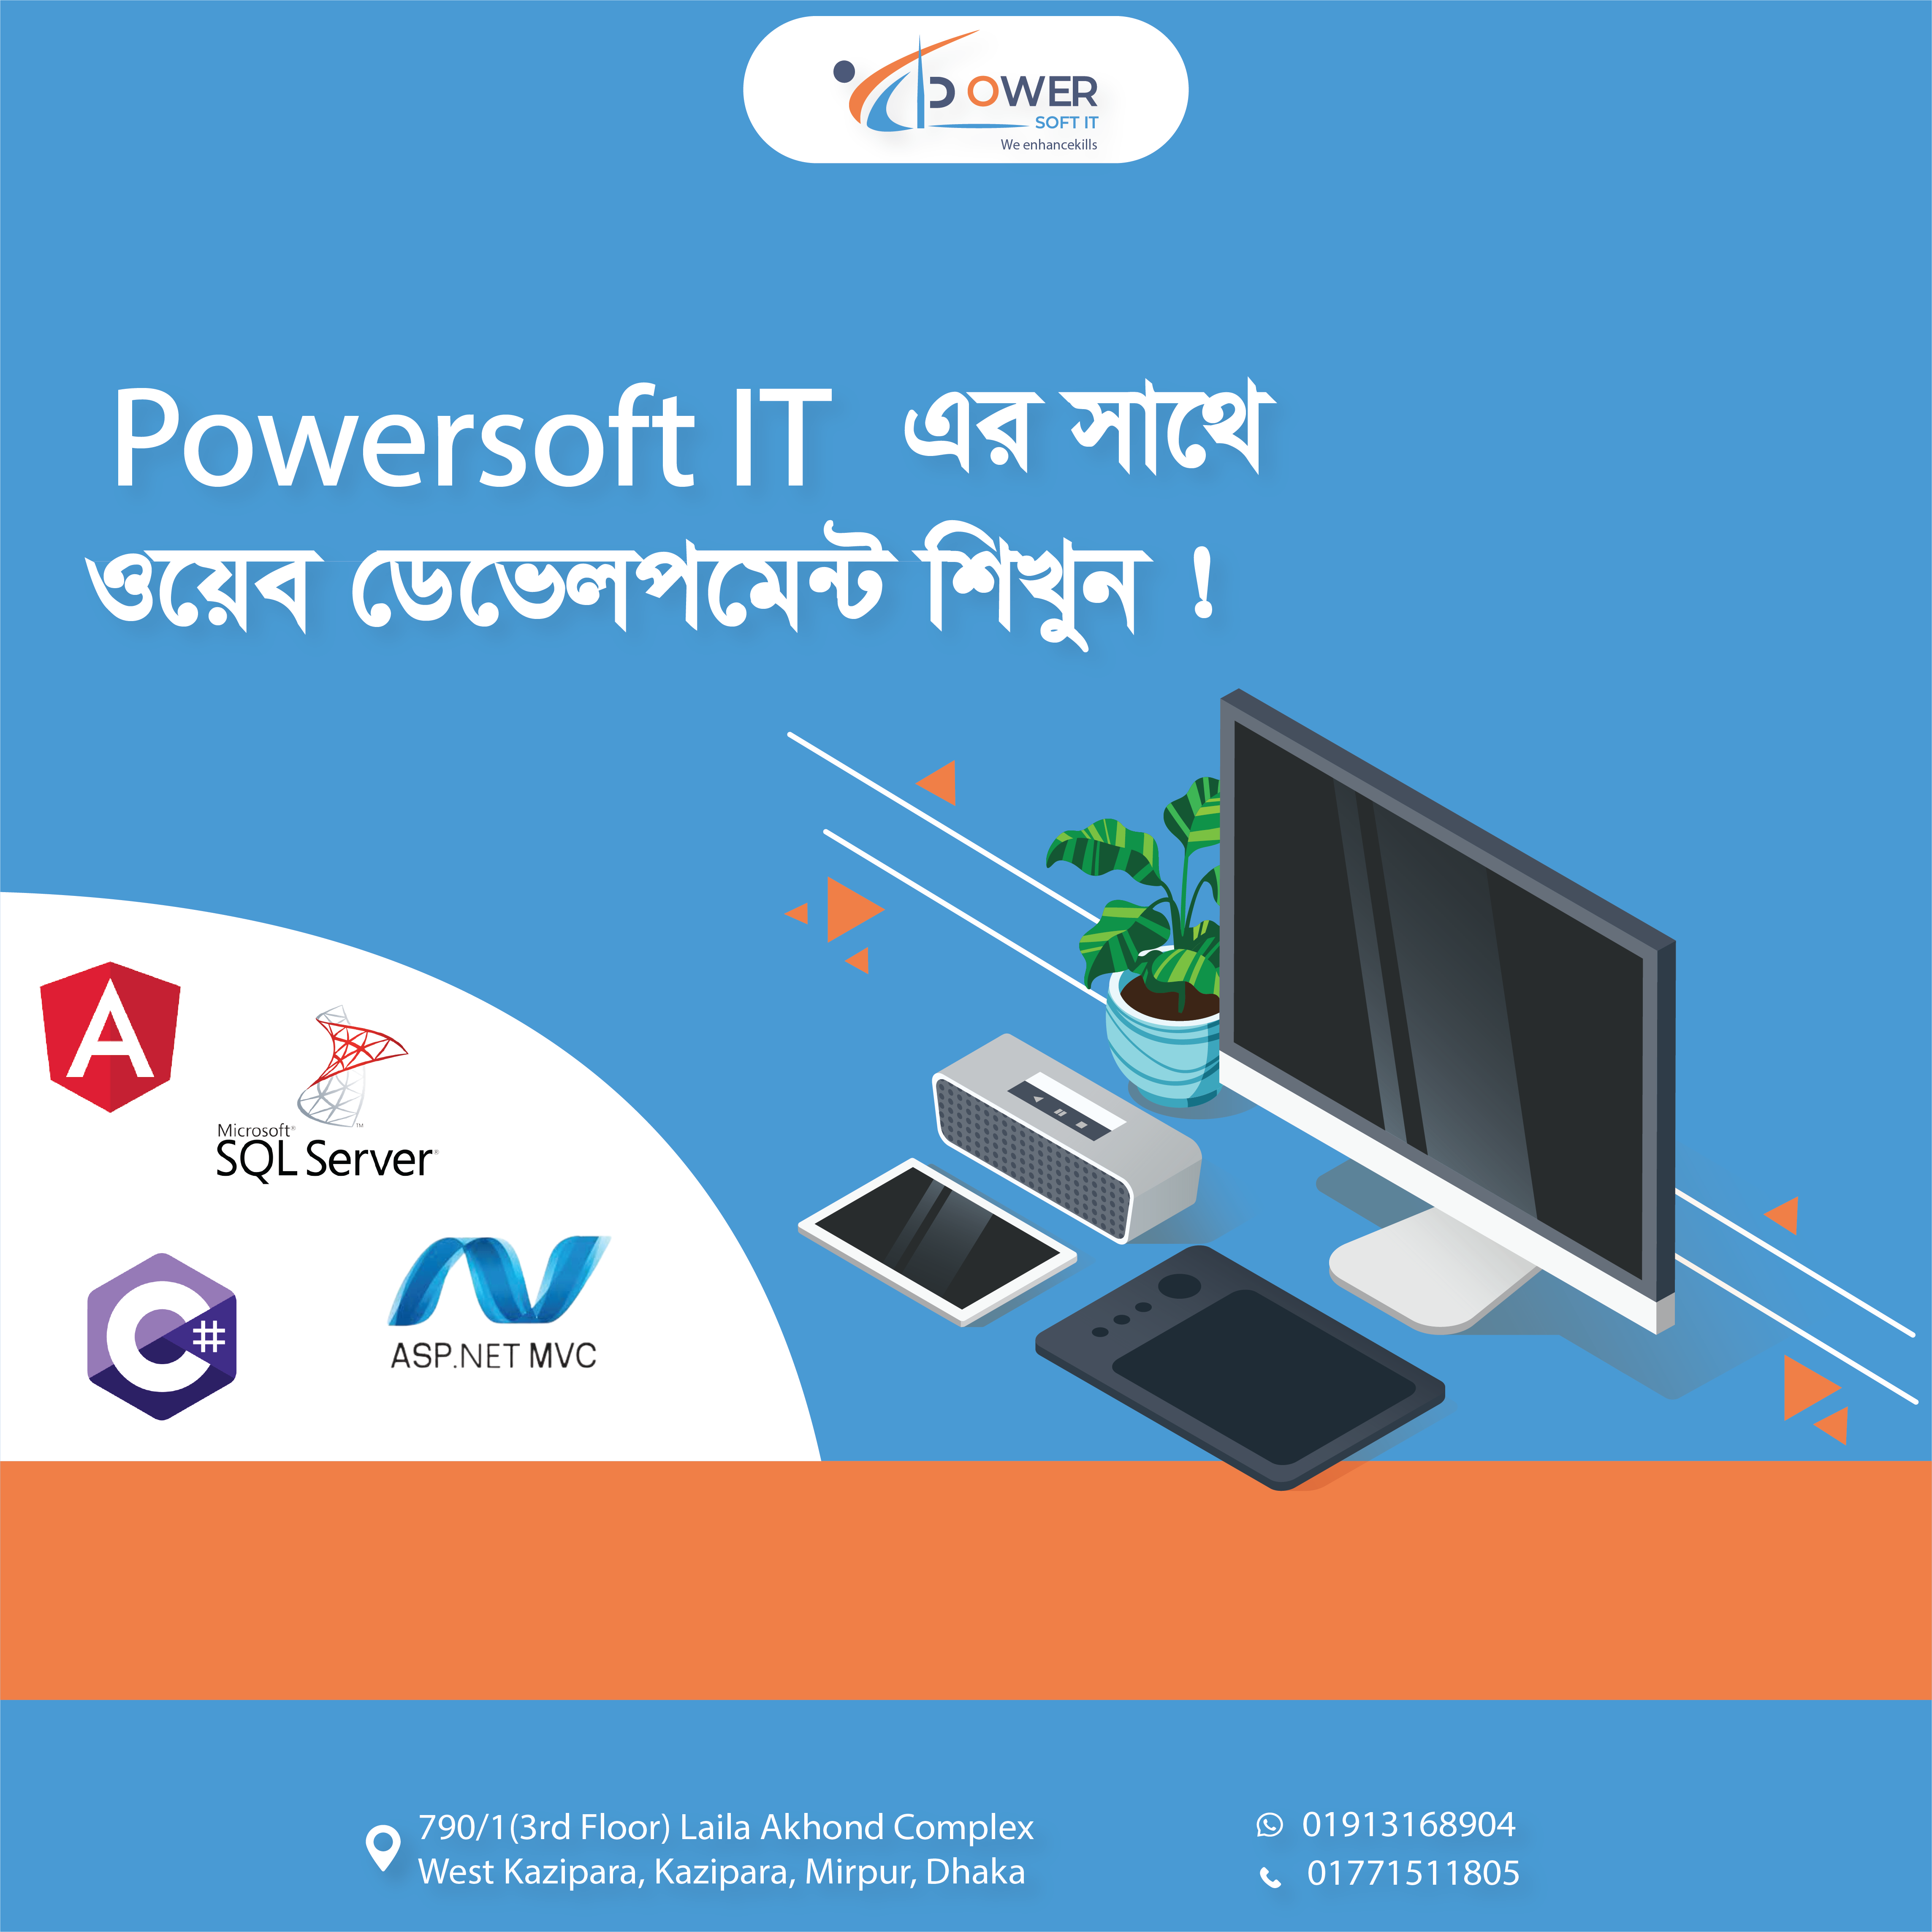 POWER
SOFT IT
We enhancekills
Powersoft IT এর সাথে
ওয়েব ডেভেলপমেন্ট শিখুন !
A
Microsoft®
SQL Server®
C#
ASP.NET MVC
790/1(3rd Floor) Laila Akhond Complex
West Kazipara, Kazipara, Mirpur, Dhaka
01913168904
01771511805